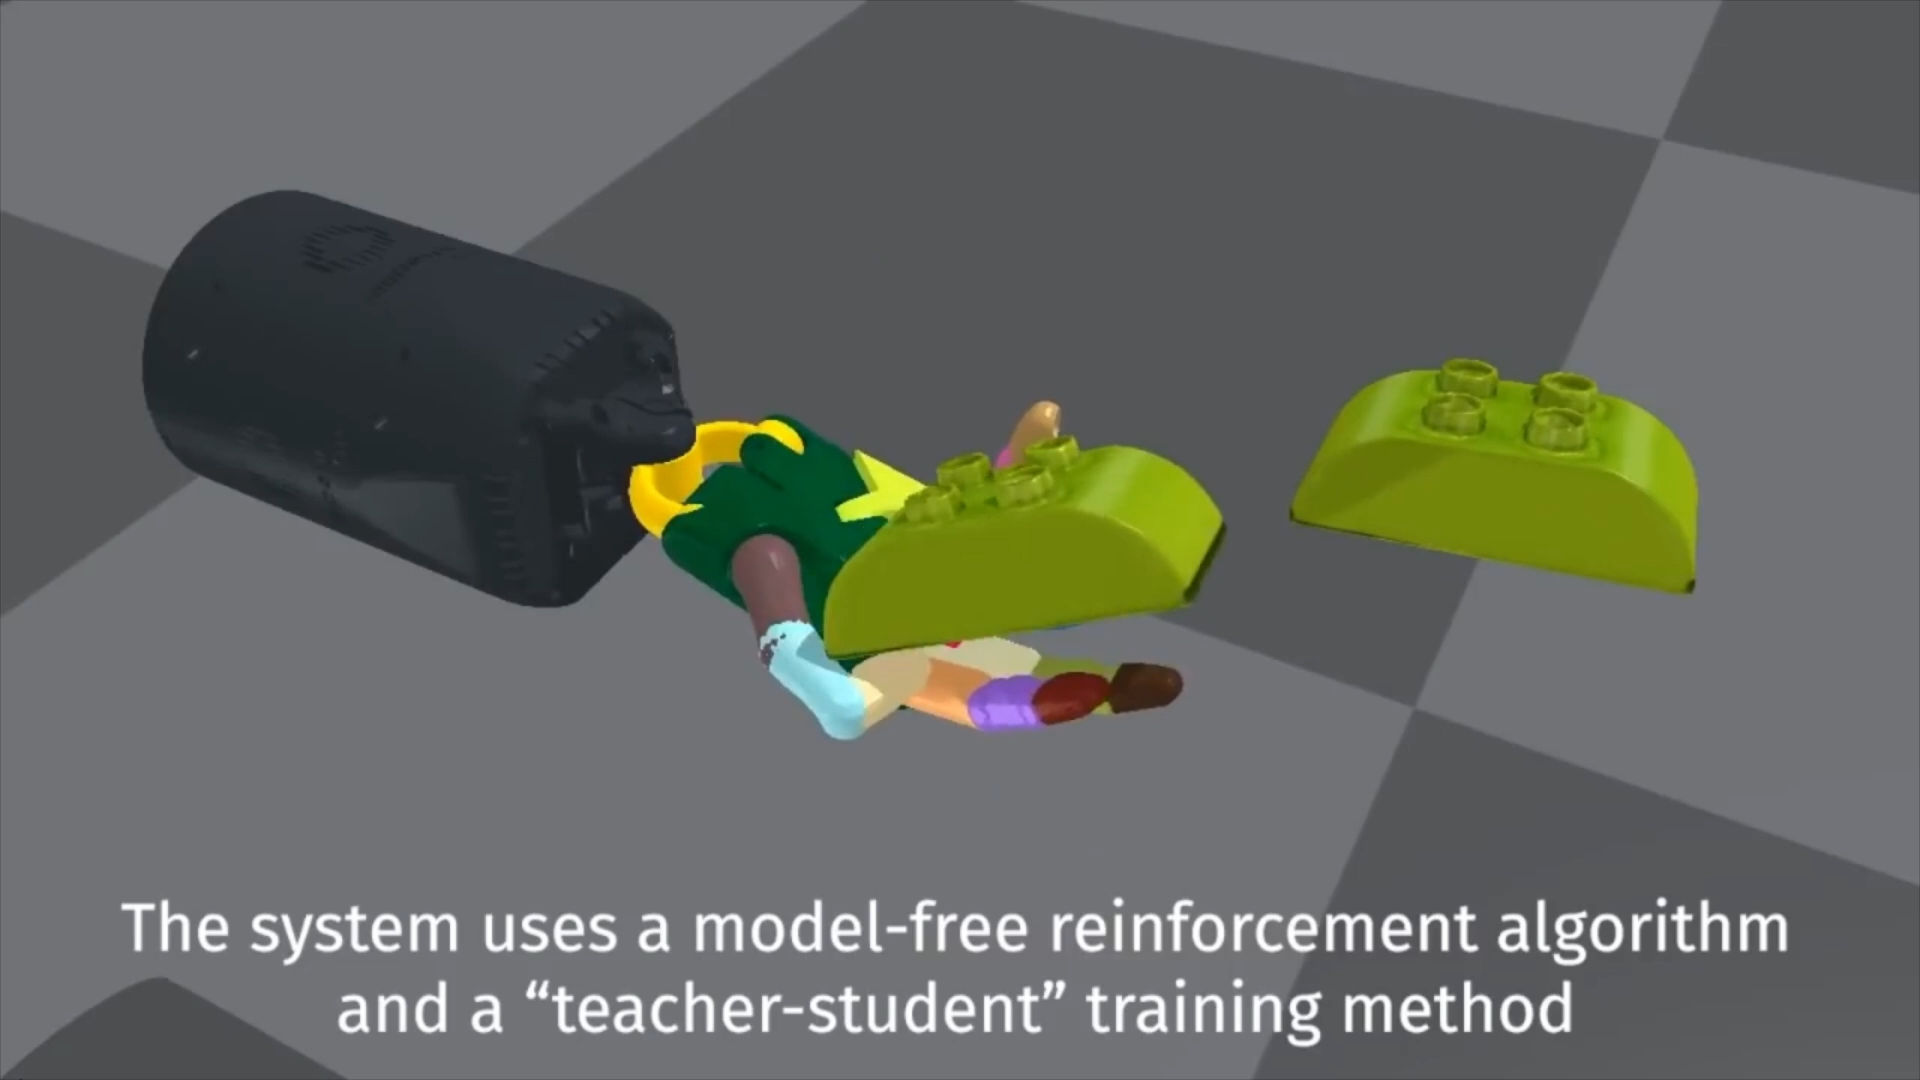 The system uses a model-free reinforcement algorithm
and a “teacher-student” training method